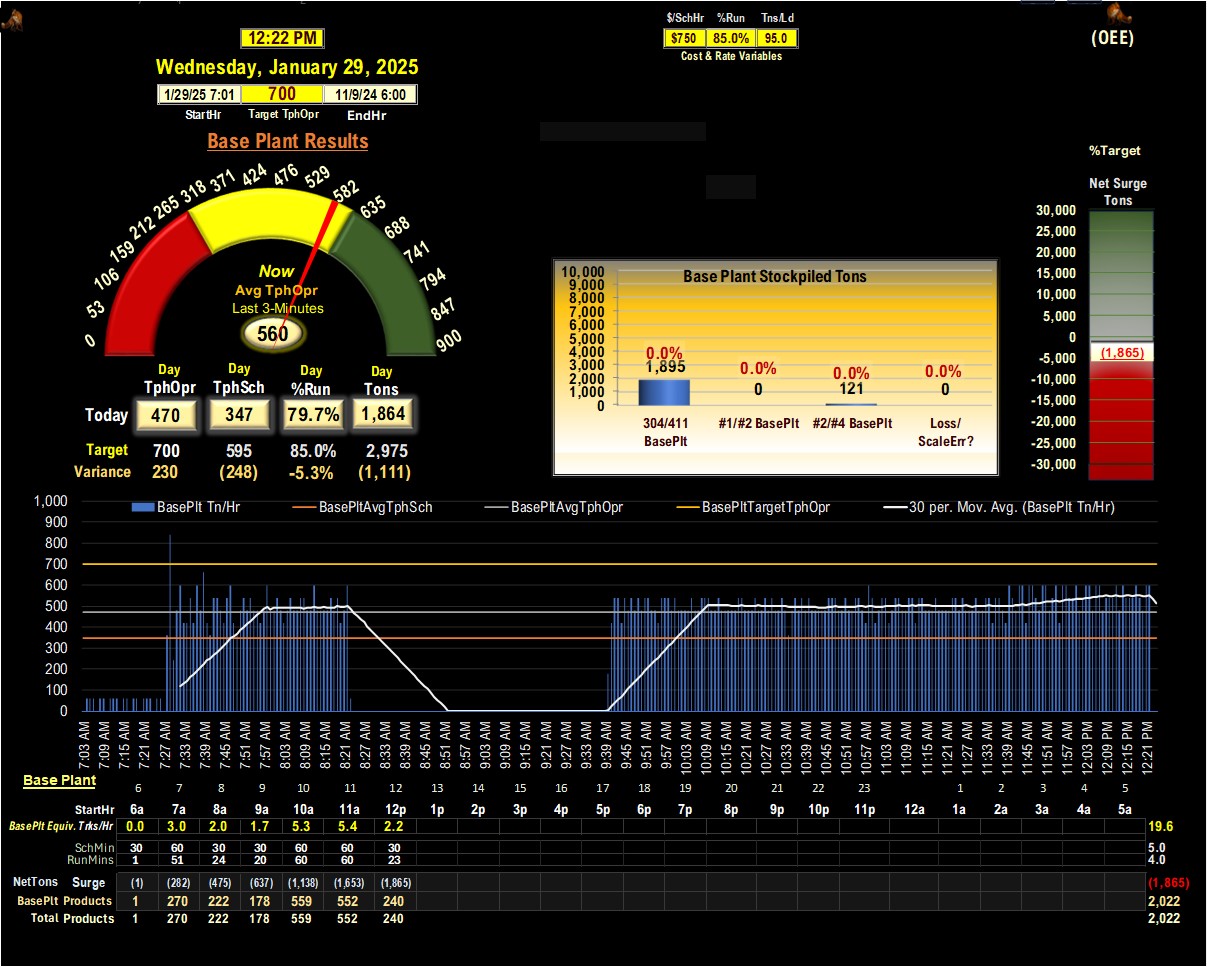 $/SchHr %Run Tns/Ld
12:22 PM $750 85.0% 95.0 (OEE)
Cost & Rate Variables
Wednesday, January 29, 2025
1/29/25 7:01 700 11/9/24 6:00
StartHr Target TphOpr EndHr
Base Plant Results
%Target
Net Surge
Tons
0 53 106 159 212 265 318 371 424 476 529 582 635 688 741 794 847 900
Now
Avg TphOpr
Last 3-Minutes
560
30,000
25,000
20,000
15,000
10,000
5,000
0
-5,000 (1,865)
-10,000
-15,000
-20,000
-25,000
-30,000
Base Plant Stockpiled Tons
10,000
9,000
8,000
7,000
6,000
5,000
4,000
3,000
2,000
1,000
0
0.0% 0.0% 0.0% 0.0%
1,895 0 121 0
304/411 BasePlt #1/#2 BasePlt #2/#4 BasePlt Loss/ ScaleErr?
Day Day Day Day
TphOpr TphSch %Run Tons
Today 470 347 79.7% 1,864
Target 700 595 85.0% 2,975
Variance 230 (248) -5.3% (1,111)
BasePlt Tn/Hr BasePltAvgTphSch BasePltAvgTphOpr BasePltTargetTphOpr 30 per. Mov. Avg. (BasePlt Tn/Hr)
1,000
900
800
700
600
500
400
300
200
100
0
7:03 AM 7:09 AM 7:15 AM 7:21 AM 7:27 AM 7:33 AM 7:39 AM 7:45 AM 7:51 AM 7:57 AM 8:03 AM 8:09 AM 8:15 AM 8:21 AM 8:27 AM 8:33 AM 8:39 AM 8:45 AM 8:51 AM 8:57 AM 9:03 AM 9:09 AM 9:15 AM 9:21 AM 9:27 AM 9:33 AM 9:39 AM 9:45 AM 9:51 AM 9:57 AM 10:03 AM 10:09 AM 10:15 AM 10:21 AM 10:27 AM 10:33 AM 10:39 AM 10:45 AM 10:51 AM 10:57 AM 11:03 AM 11:09 AM 11:15 AM 11:21 AM 11:27 AM 11:33 AM 11:39 AM 11:45 AM 11:51 AM 11:57 AM 12:03 PM 12:09 PM 12:15 PM 12:21 PM
Base Plant
6 7 8 9 10 11 12 13 14 15 16 17 18 19 20 21 22 23 1 2 3 4 5
StartHr 6a 7a 8a 9a 10a 11a 12p 1p 2p 3p 4p 5p 6p 7p 8p 9p 10p 11p 12a 1a 2a 3a 4a 5a
BasePlt Equiv. Trks/Hr 0.0 3.0 2.0 1.7 5.3 5.4 2.2 19.6
SchMin 30 60 30 30 60 60 30 5.0
RunMins 1 51 24 20 60 60 23 4.0
NetTons Surge (1) (282) (475) (637) (1,138) (1,653) (1,865) (1,865)
BasePlt Products 1 270 222 178 559 552 240 2,022
Total Products 1 270 222 178 559 552 240 2,022